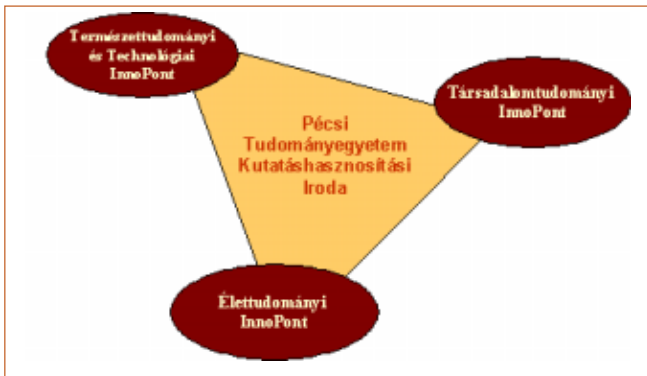 Természettudományi
és Technológiai
InnoPont
Társadalomtudományi
InnoPont
Pécsi
Tudományegyetem
Kutatáshasznosítási
Iroda
Élettudományi
InnoPont